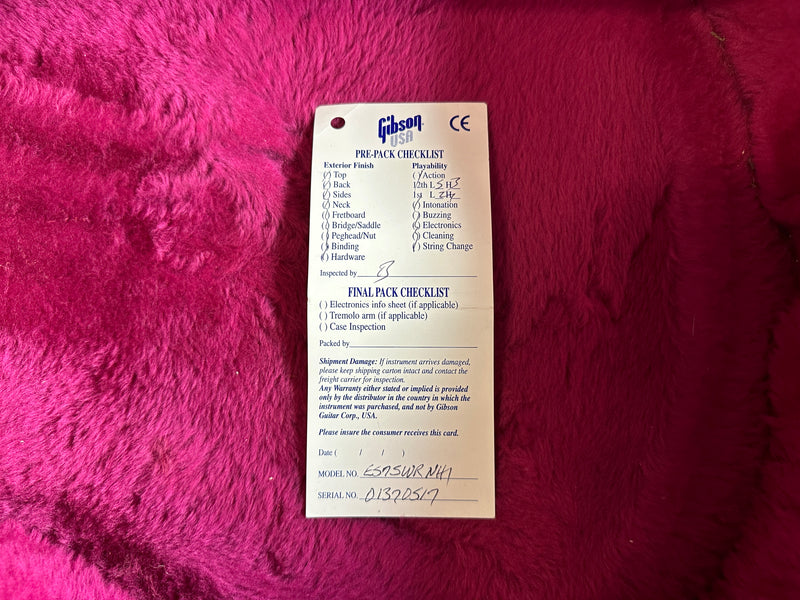 Gibson CE
USA
PRE-PACK CHECKLIST
Exterior Finish Playability
(/) Top (/) Action
(/) Back 12th L 5 H 3
(/) Sides 1st L 2 H
(/) Neck (/) Intonation
(/) Fretboard (/) Buzzing
(/) Bridge/Saddle (/) Electronics
(/) Peghead/Nut (/) Cleaning
(/) Binding (/) String Change
(/) Hardware
Inspected by
FINAL PACK CHECKLIST
( ) Electronics info sheet (if applicable)
( ) Tremolo arm (if applicable)
( ) Case Inspection
Packed by
Shipment Damage: If instrument arrives damaged,
please keep shipping carton intact and contact the
freight carrier for inspection.
Any Warranty either stated or implied is provided
only by the distributor in the country in which the
instrument was purchased, and not by Gibson
Guitar Corp., USA.
Please insure the consumer receives this card.
Date ( / / )
MODEL NO. ES75WRNH1
SERIAL NO. 01370517